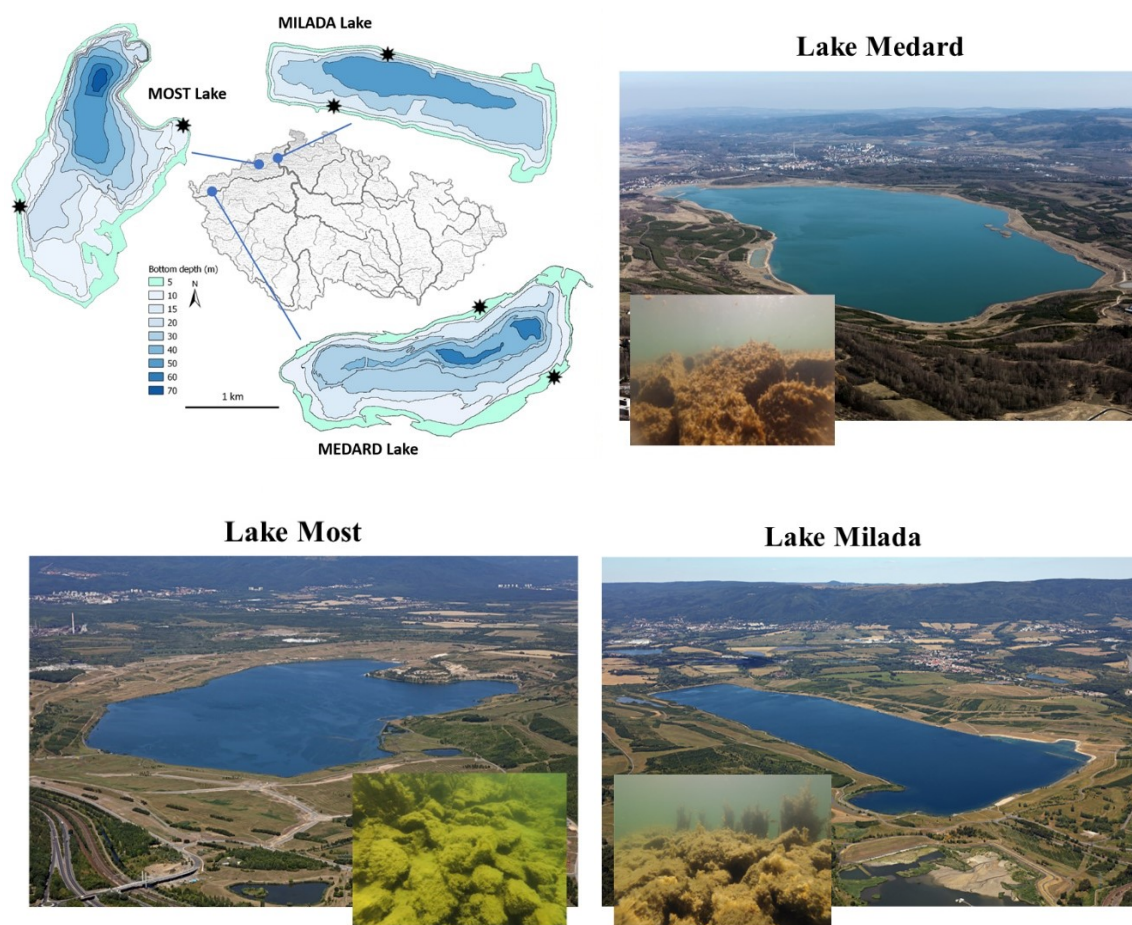 MILADA Lake
MOST Lake
Bottom depth (m)
N
5
10
15
20
30
40
50
60
70
1 km
MEDARD Lake
Lake Medard
Lake Most
Lake Milada